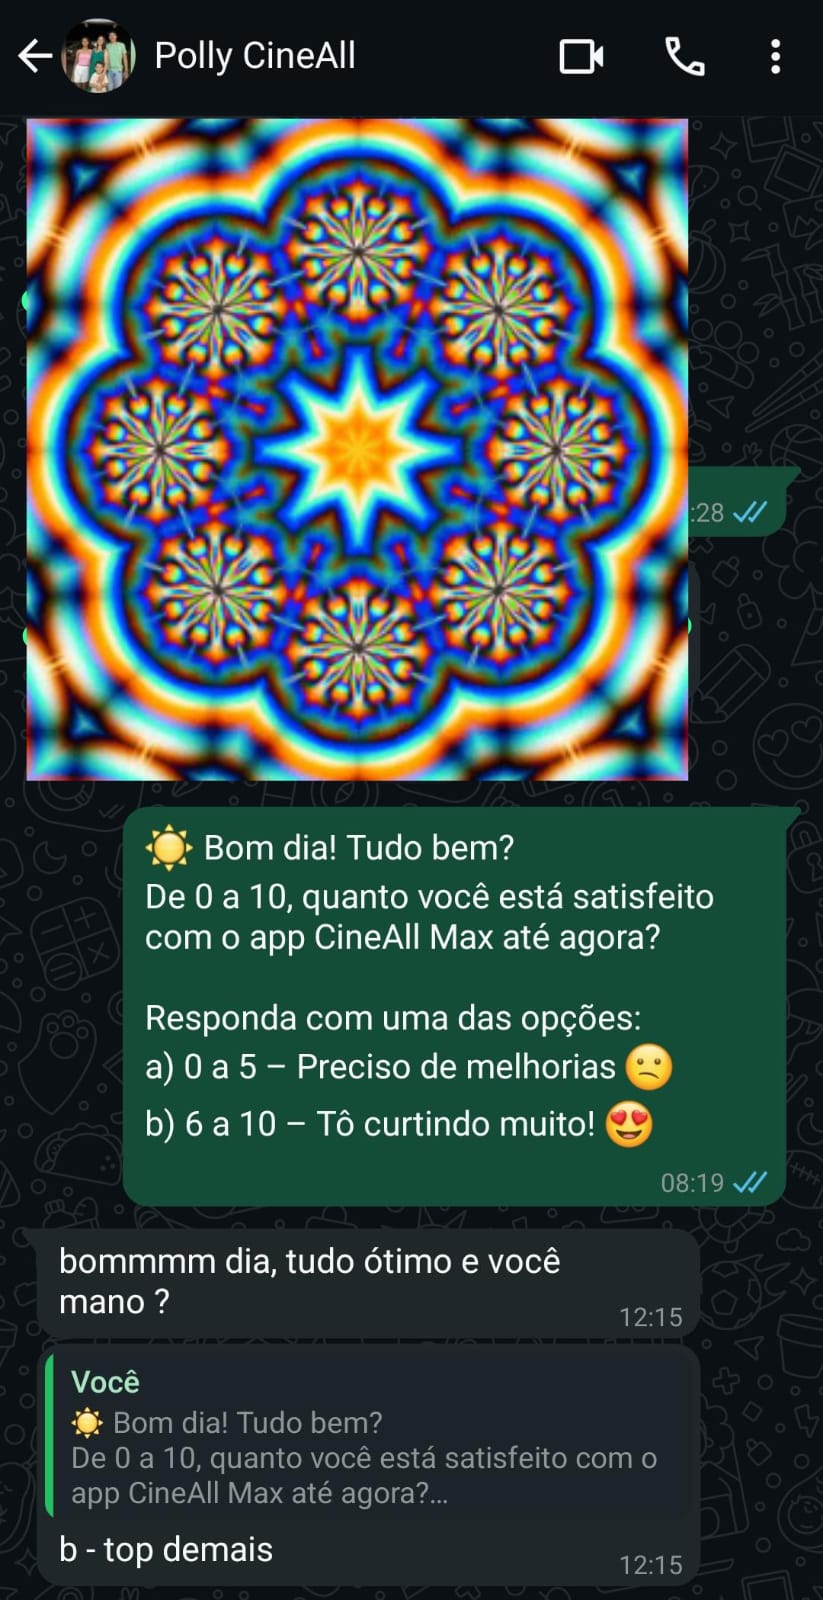 Polly CineAll
:28
Bom dia! Tudo bem?
De 0 a 10, quanto você está satisfeito
com o app CineAll Max até agora?
Responda com uma das opções:
a) 0 a 5 – Preciso de melhorias
b) 6 a 10 – Tô curtindo muito!
08:19
bommmm dia, tudo ótimo e você
mano ?
12:15
Você
Bom dia! Tudo bem?
De 0 a 10, quanto você está satisfeito com o
app CineAll Max até agora?...
b - top demais
12:15